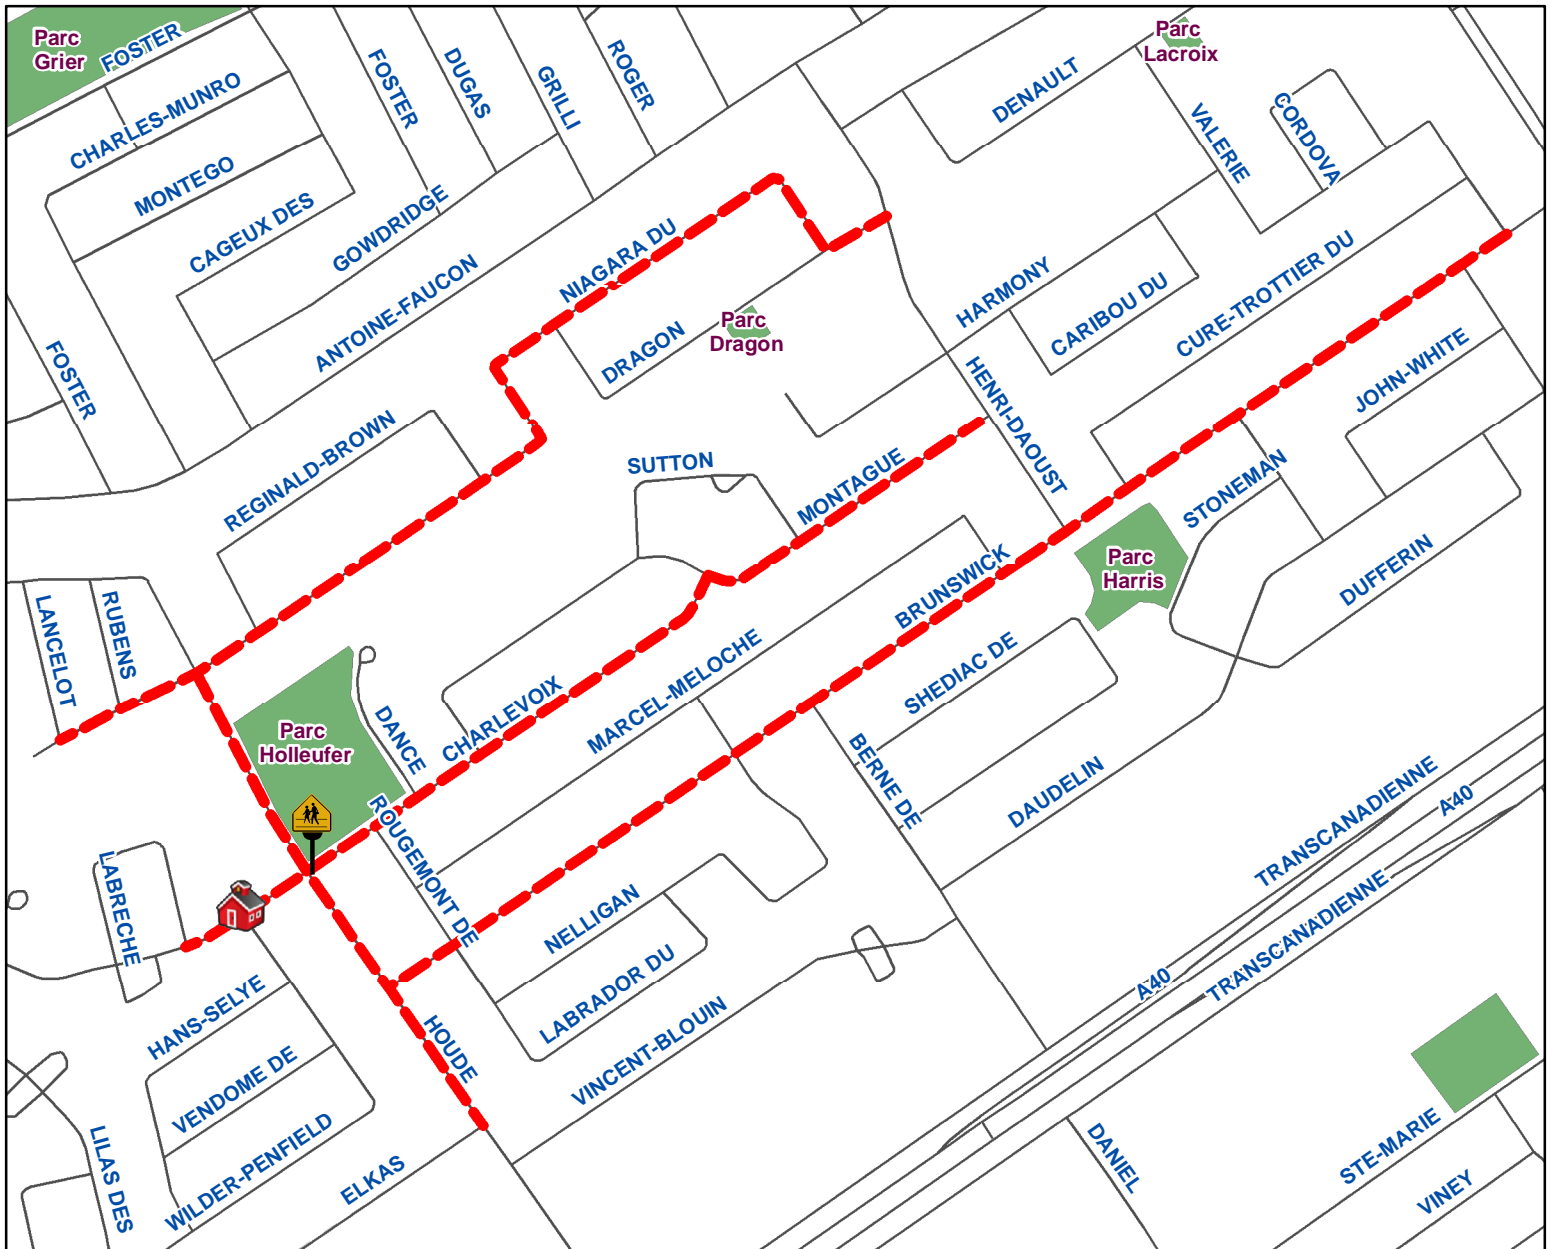 Parc
Grier
FOSTER
CHARLES-MUNRO
MONTEGO
CAGEUX DES
GOWDRIDGE
ANTOINE-FAUCON
FOSTER
DUGAS
GRILLI
ROGER
Parc
Lacroix
DENAULT
VALERIE
CORDOVA
NIAGARA DU
DRAGON
Parc
Dragon
HARMONY
CARIBOU DU
CURE-TROTTIER DU
JOHN-WHITE
FOSTER
HENRI-DAOUST
REGINALD-BROWN
SUTTON
MONTAGUE
STONEMAN
Parc
Harris
DUFFERIN
BRUNSWICK
LANCELOT
RUBENS
SHEDIAC DE
MARCEL-MELOCHE
CHARLEVOIX
DANCE
Parc
Holleufer
BERNE DE
DAUDELIN
ROUGEMONT DE
TRANSCANADIENNE
A40
LABRECHE
NELLIGAN
TRANSCANADIENNE
A40
LABRADOR DU
HANS-SELYE
HOUDE
VINCENT-BLOUIN
VENDOME DE
WILDER-PENFIELD
LILAS DES
ELKAS
DANIEL
STE-MARIE
VINEY